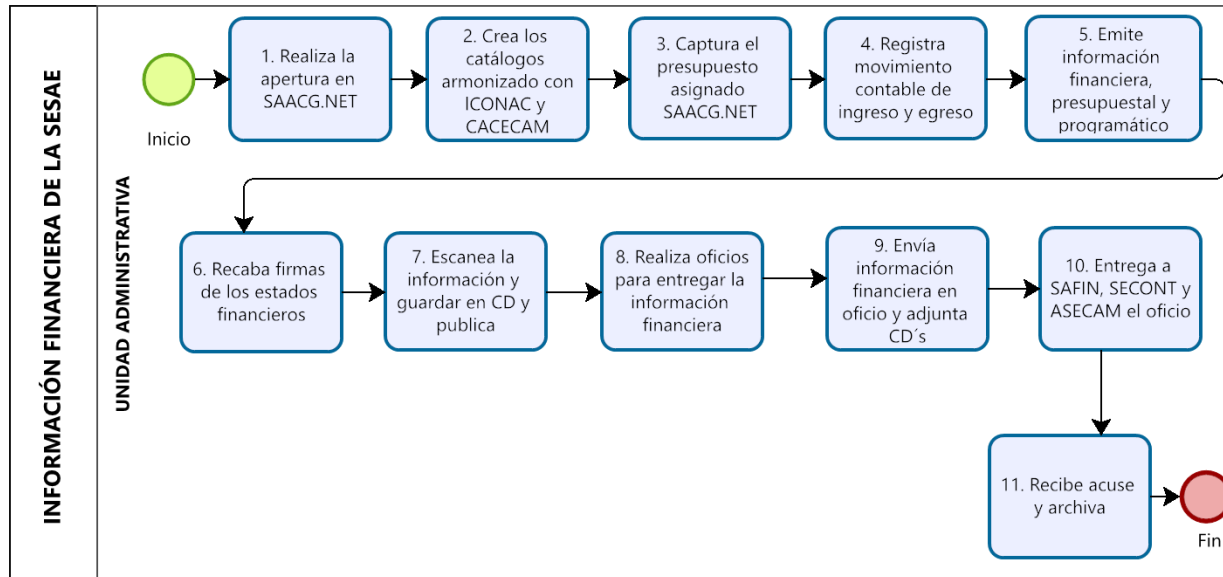 INFORMACIÓN FINANCIERA DE LA SESAE
UNIDAD ADMINISTRATIVA
Inicio
1. Realiza la
apertura en
SAACG.NET
2. Crea los
catálogos
armonizado con
ICONAC y
CACECAM
3. Captura el
presupuesto
asignado
SAACG.NET
4. Registra
movimiento
contable de
ingreso y egreso
5. Emite
información
financiera,
presupuestal y
programático
6. Recaba firmas
de los estados
financieros
7. Escanea la
información y
guardar en CD y
publica
8. Realiza oficios
para entregar la
información
financiera
9. Envía
información
financiera en
oficio y adjunta
CD´s
10. Entrega a
SAFIN, SECONT y
ASECAM el oficio
11. Recibe acuse
y archiva
Fin